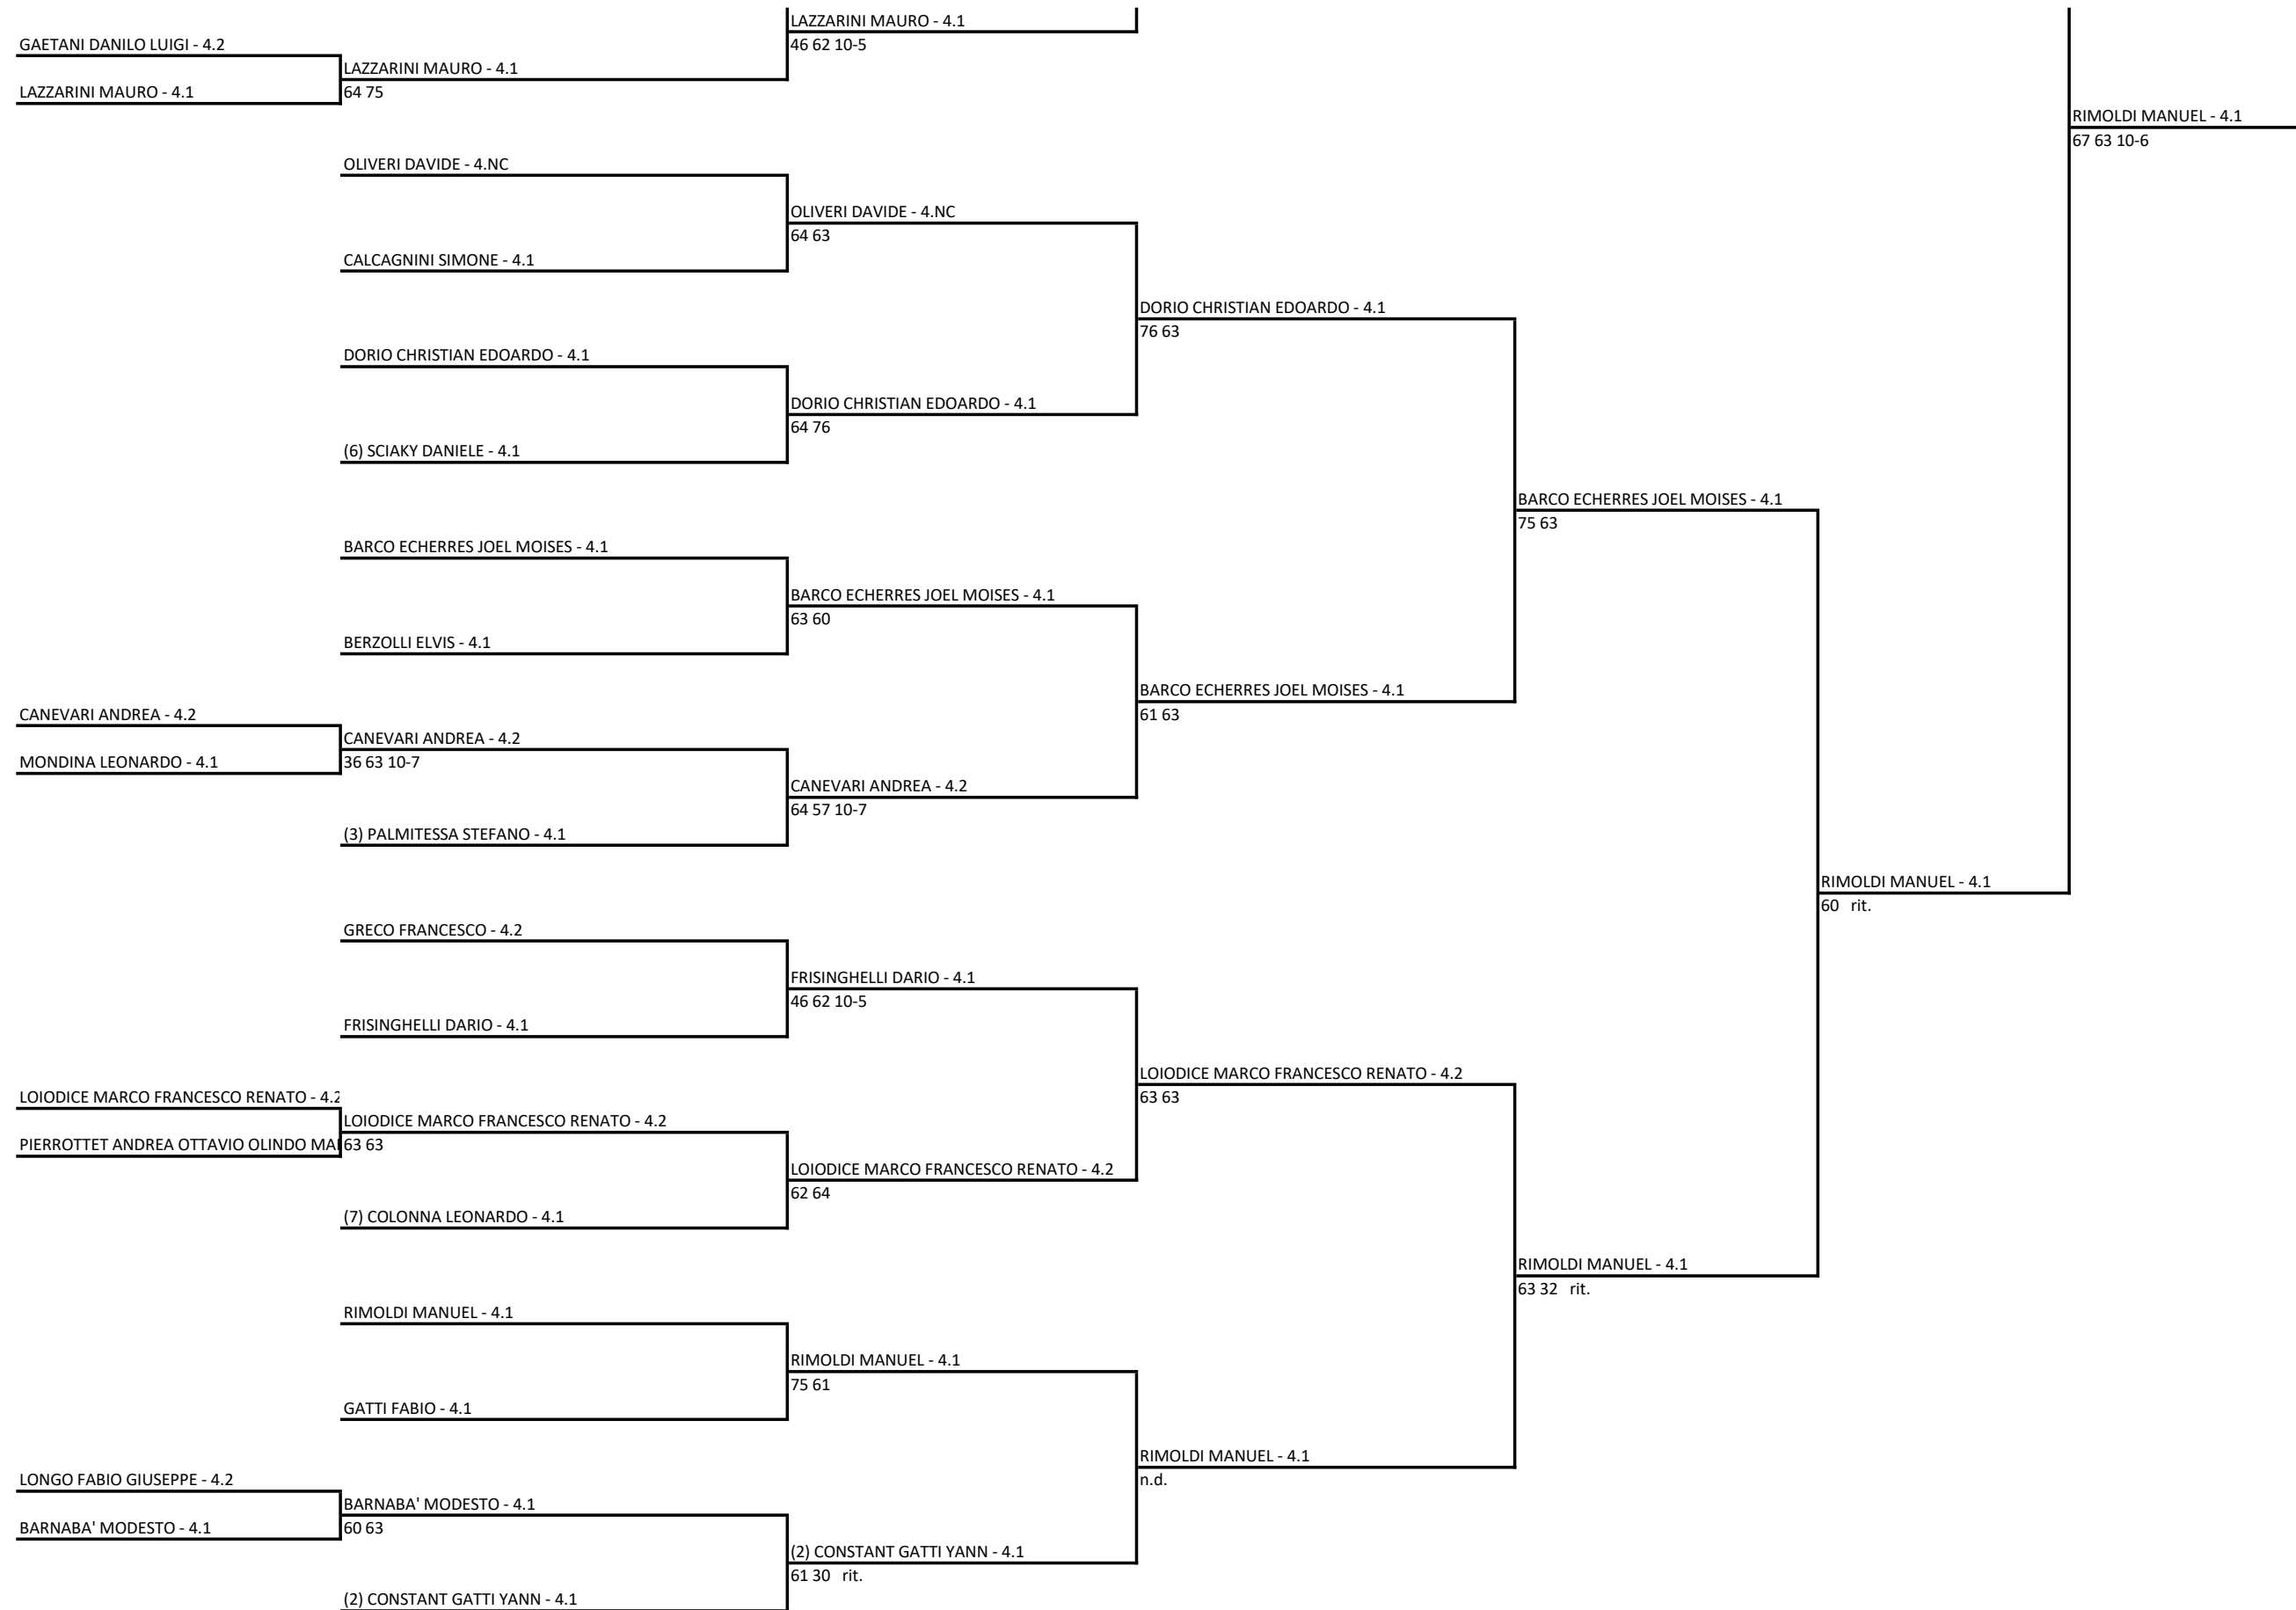 LAZZARINI MAURO - 4.1
GAETANI DANILO LUIGI - 4.2
46 62 10-5
LAZZARINI MAURO - 4.1
LAZZARINI MAURO - 4.1
64 75
RIMOLDI MANUEL - 4.1
67 63 10-6
OLIVERI DAVIDE - 4.NC
OLIVERI DAVIDE - 4.NC
64 63
CALCAGNINI SIMONE - 4.1
DORIO CHRISTIAN EDOARDO - 4.1
76 63
DORIO CHRISTIAN EDOARDO - 4.1
DORIO CHRISTIAN EDOARDO - 4.1
64 76
(6) SCIAKY DANIELE - 4.1
BARCO ECHERRES JOEL MOISES - 4.1
75 63
BARCO ECHERRES JOEL MOISES - 4.1
BARCO ECHERRES JOEL MOISES - 4.1
63 60
BERZOLLI ELVIS - 4.1
BARCO ECHERRES JOEL MOISES - 4.1
61 63
CANEVARI ANDREA - 4.2
CANEVARI ANDREA - 4.2
MONDINA LEONARDO - 4.1
36 63 10-7
CANEVARI ANDREA - 4.2
64 57 10-7
(3) PALMITESSA STEFANO - 4.1
RIMOLDI MANUEL - 4.1
60 rit.
GRECO FRANCESCO - 4.2
FRISINGHELLI DARIO - 4.1
46 62 10-5
FRISINGHELLI DARIO - 4.1
LOIODICE MARCO FRANCESCO RENATO - 4.2
63 63
LOIODICE MARCO FRANCESCO RENATO - 4.2
LOIODICE MARCO FRANCESCO RENATO - 4.2
PIERROTTET ANDREA OTTAVIO OLINDO
63 63
LOIODICE MARCO FRANCESCO RENATO - 4.2
62 64
(7) COLONNA LEONARDO - 4.1
RIMOLDI MANUEL - 4.1
63 32 rit.
RIMOLDI MANUEL - 4.1
RIMOLDI MANUEL - 4.1
75 61
GATTI FABIO - 4.1
RIMOLDI MANUEL - 4.1
n.d.
LONGO FABIO GIUSEPPE - 4.2
BARNABA' MODESTO - 4.1
BARNABA' MODESTO - 4.1
60 63
(2) CONSTANT GATTI YANN - 4.1
61 30 rit.
(2) CONSTANT GATTI YANN - 4.1